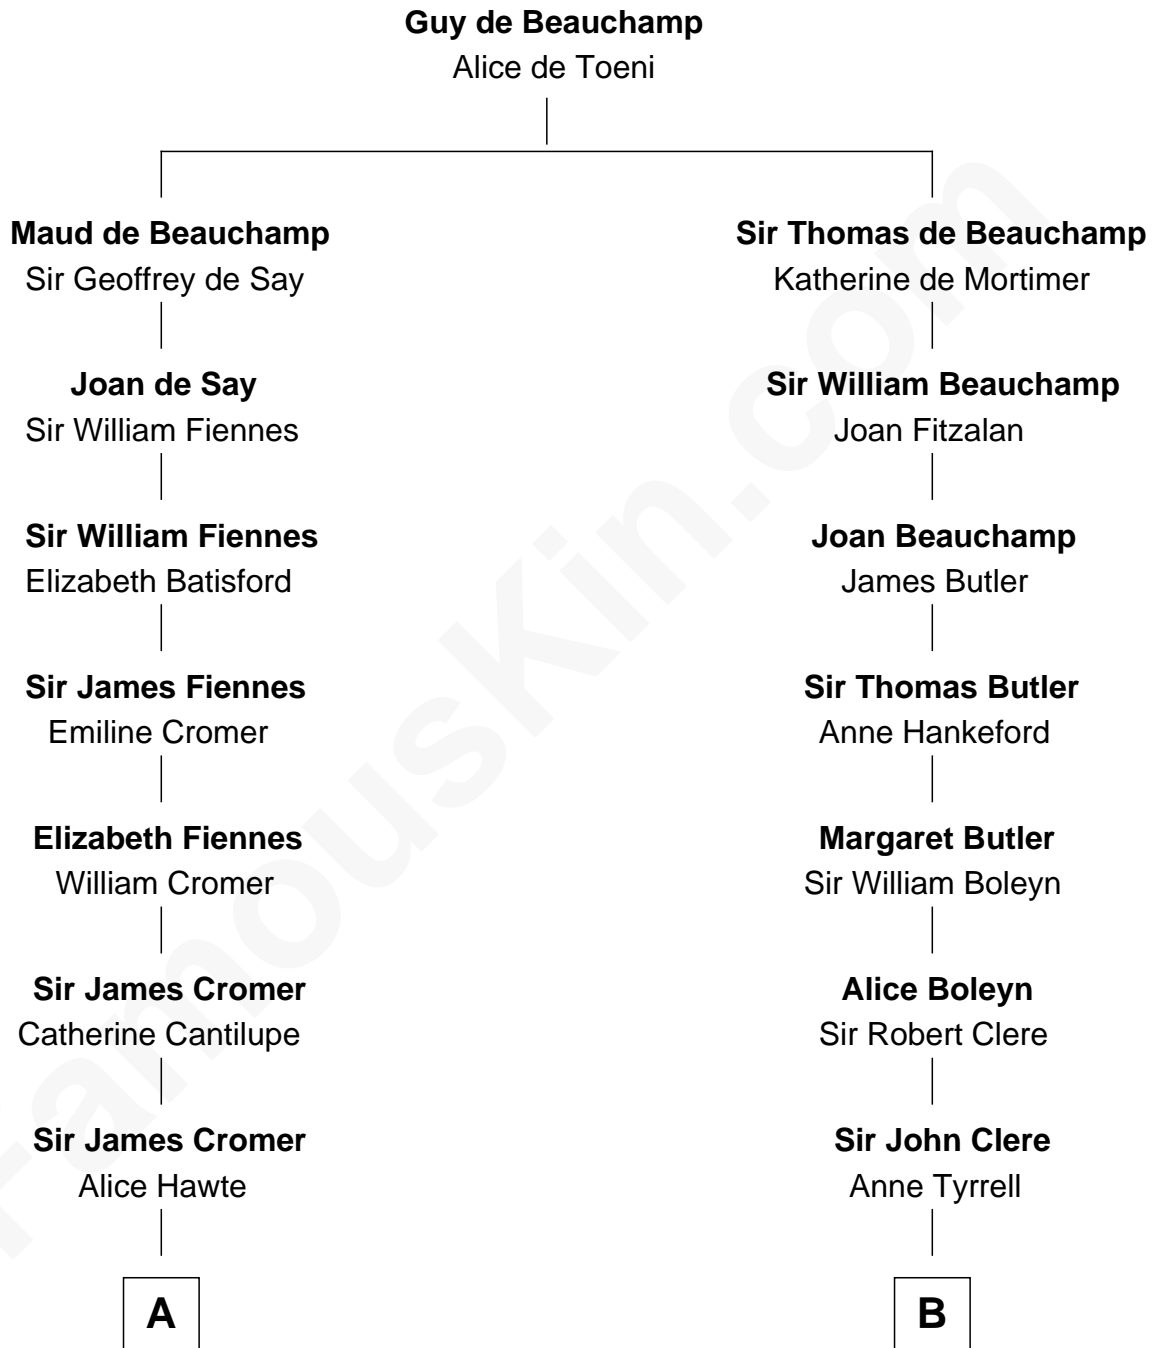 Guy de Beauchamp
Alice de Toeni
Maud de Beauchamp
Sir Geoffrey de Say
Joan de Say
Sir William Fiennes
Sir William Fiennes
Elizabeth Batisford
Sir James Fiennes
Emiline Cromer
Elizabeth Fiennes
William Cromer
Sir James Cromer
Catherine Cantilupe
Sir James Cromer
Alice Hawte
A
Sir Thomas de Beauchamp
Katherine de Mortimer
Sir William Beauchamp
Joan Fitzalan
Joan Beauchamp
James Butler
Sir Thomas Butler
Anne Hankeford
Margaret Butler
Sir William Boleyn
Alice Boleyn
Sir Robert Clere
Sir John Clere
Anne Tyrrell
B
FamousKin.com